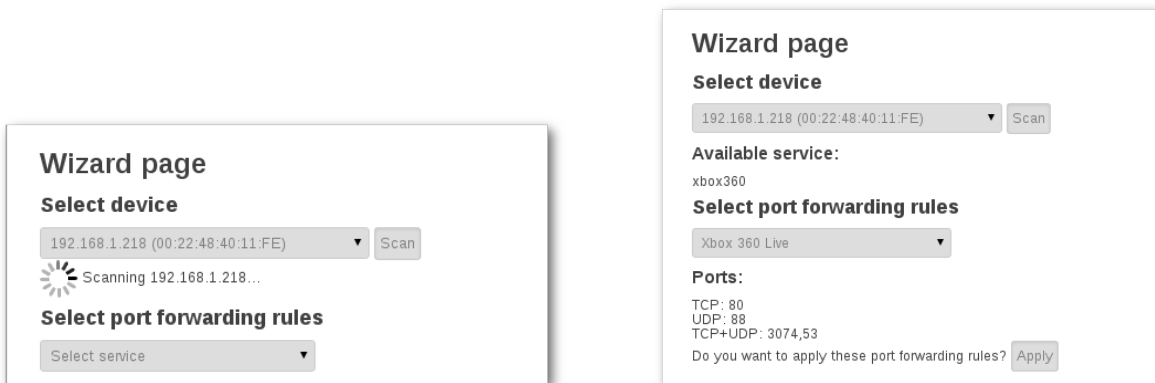 Wizard page
Select device
192.168.1.218 (00:22:48:40:11:FE) Scan
Scanning 192.168.1.218...
Select port forwarding rules
Select service
Wizard page
Select device
192.168.1.218 (00:22:48:40:11:FE) Scan
Available service:
xbox360
Select port forwarding rules
Xbox 360 Live
Ports:
TCP: 80
UDP: 88
TCP+UDP: 3074,53
Do you want to apply these port forwarding rules? Apply